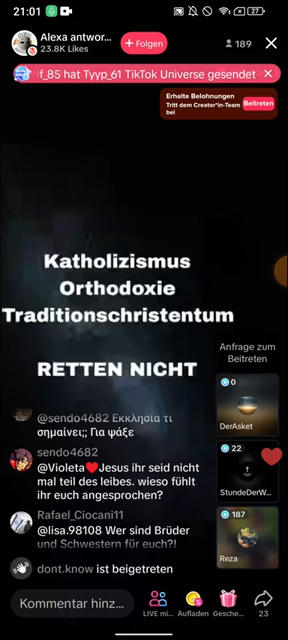 21:01
27
Alexa antwor...
23.8K Likes
+ Folgen
189
lf_85 hat Tyyp_61 TikTok Universe gesendet
Erhalte Belohnungen
Tritt dem Creator*in-Team
bei
Beitreten
Katholizismus
Orthodoxie
Traditionschristentum
RETTEN NICHT
Anfrage zum
Beitreten
0
DerAsket
22
StundeDerW...
187
Reza
@sendo4682 Εκκλησία τι
σημαίνει;; Για ψάξε
sendo4682
@Violeta❤️Jesus ihr seid nicht
mal teil des leibes. wieso fühlt
ihr euch angesprochen?
Rafael_Ciocani11
@lisa.98108 Wer sind Brüder
und Schwestern für euch?!
dont.know ist beigetreten
Kommentar hinz...
LIVE mi...
Aufladen
Gesche...
23